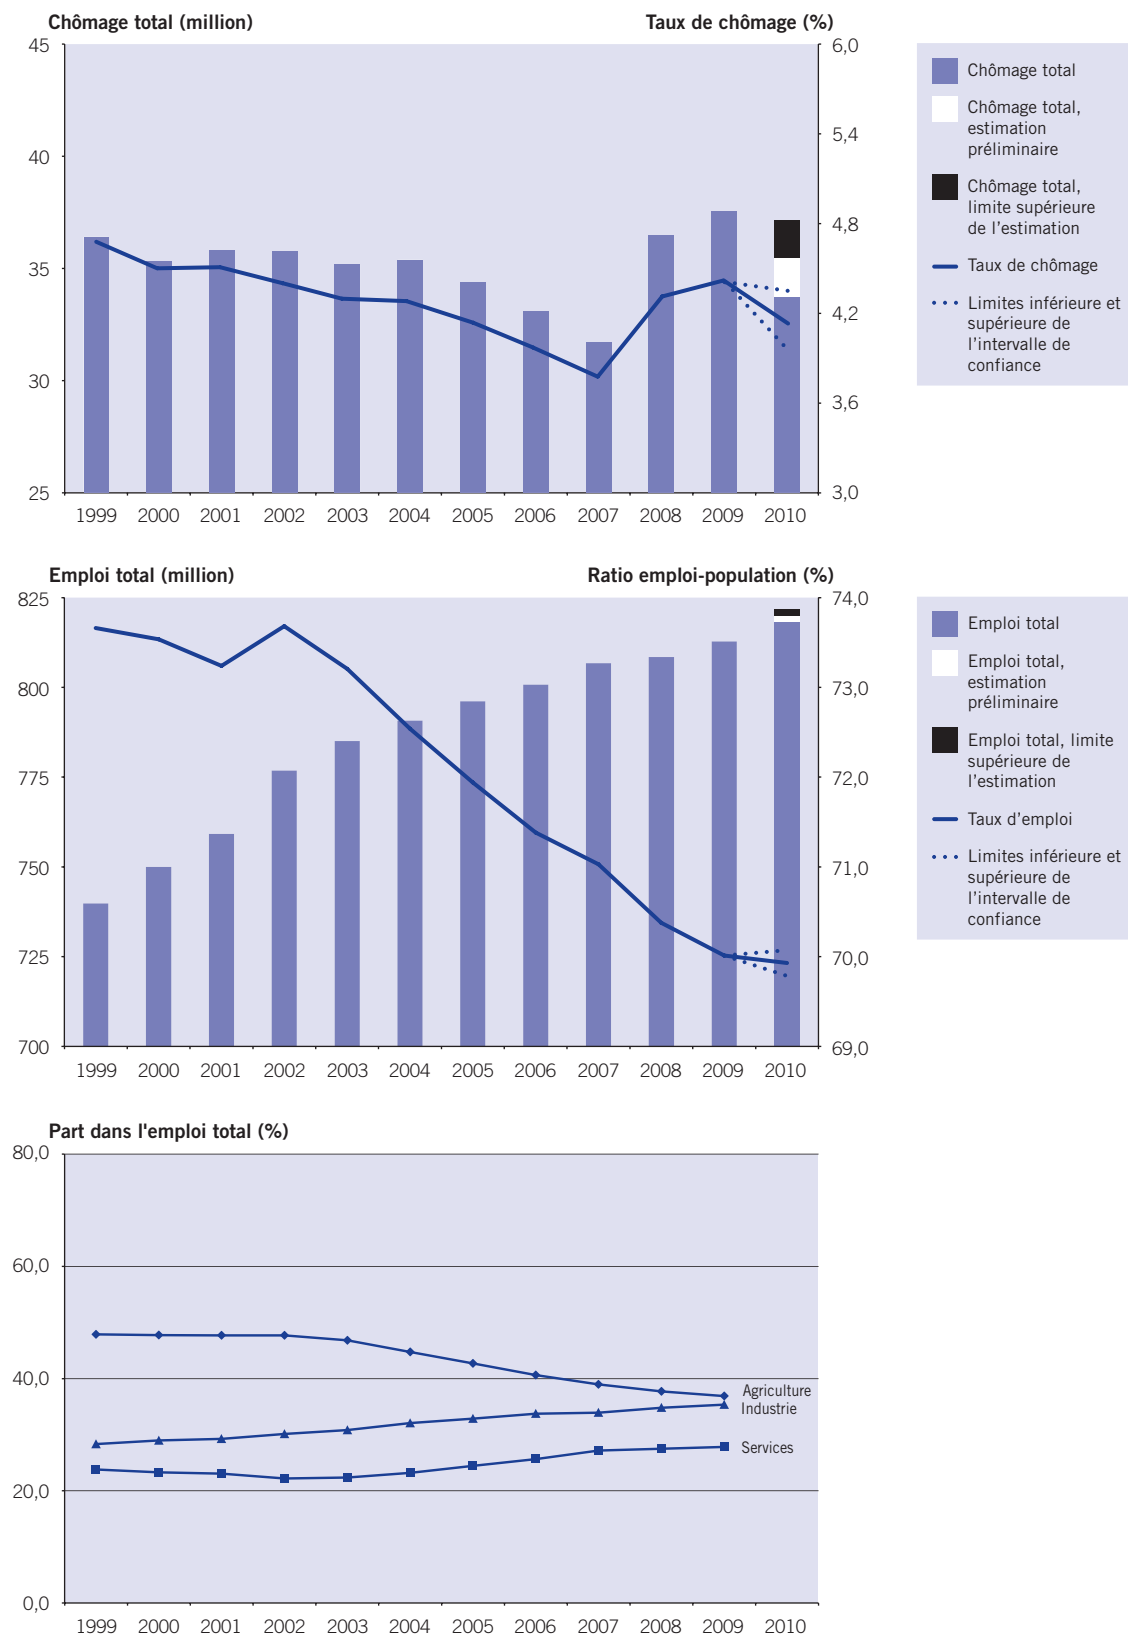 Chômage total (million)
Taux de chômage (%)
45
40
35
30
25
6,0
5,4
4,8
4,2
3,6
3,0
1999 2000 2001 2002 2003 2004 2005 2006 2007 2008 2009 2010
Chômage total
Chômage total,
estimation
préliminaire
Chômage total,
limite supérieure
de l'estimation
Taux de chômage
Limites inférieure et
supérieure de
l'intervalle de
confiance
Emploi total (million)
Ratio emploi-population (%)
825
800
775
750
725
700
74,0
73,0
72,0
71,0
70,0
69,0
1999 2000 2001 2002 2003 2004 2005 2006 2007 2008 2009 2010
Emploi total
Emploi total,
estimation
préliminaire
Emploi total, limite
supérieure de
l'estimation
Taux d'emploi
Limites inférieure et
supérieure de
l'intervalle de
confiance
Part dans l'emploi total (%)
80,0
60,0
40,0
20,0
0,0
Agriculture
Industrie
Services
1999 2000 2001 2002 2003 2004 2005 2006 2007 2008 2009 2010